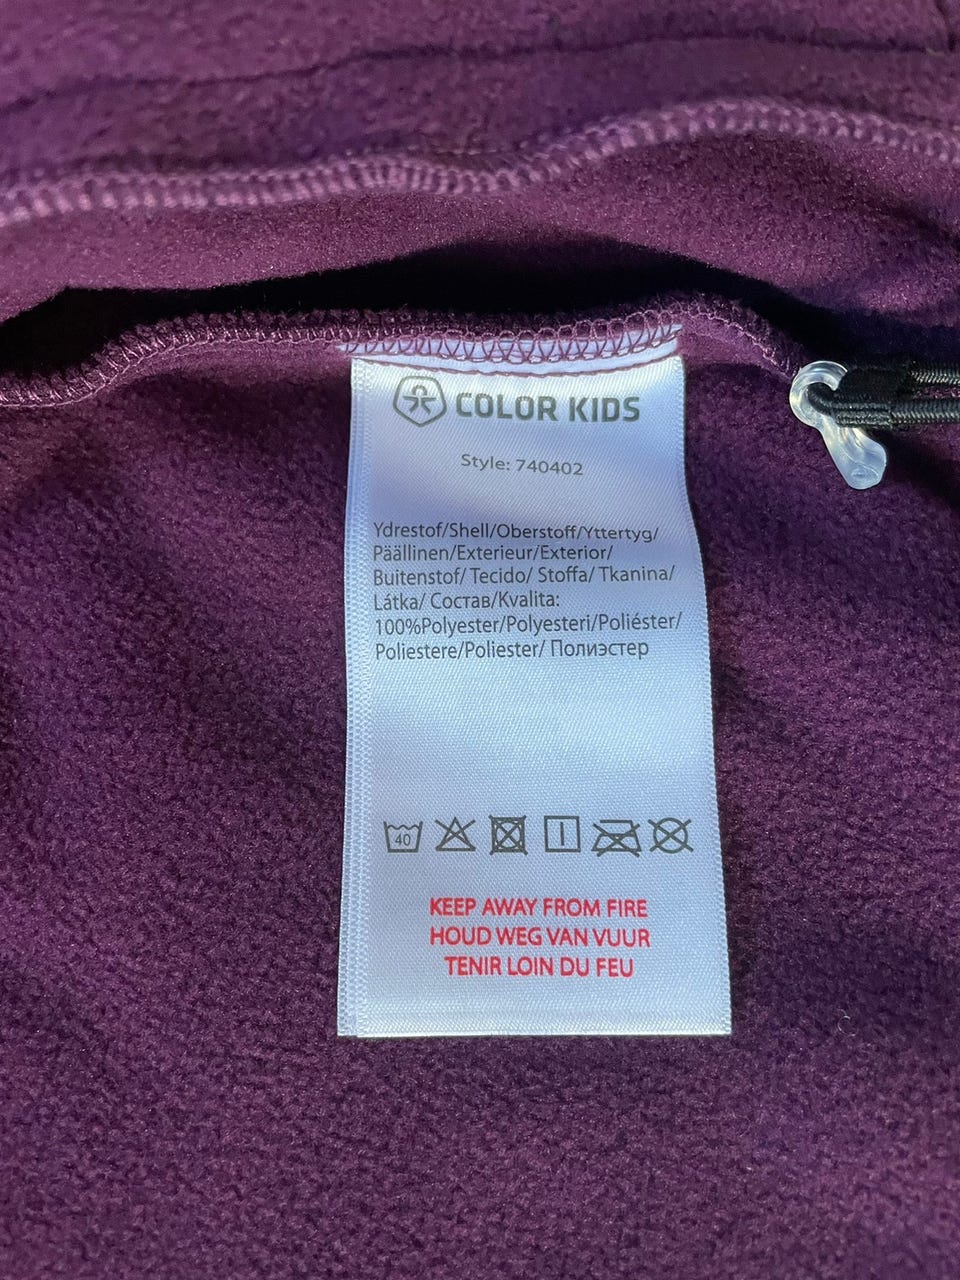 COLOR KIDS
Style: 740402
Ydrestof/Shell/Oberstoff/Yttertyg/
Päällinen/Exterieur/Exterior/
Buitenstof/ Tecido/ Stoffa/ Tkanina/
Látka/ Состав/Kvalita:
100%Polyester/Polyesteri/Poliéster/
Poliestere/Poliester/ Полиэстер
40
KEEP AWAY FROM FIRE
HOUD WEG VAN VUUR
TENIR LOIN DU FEU